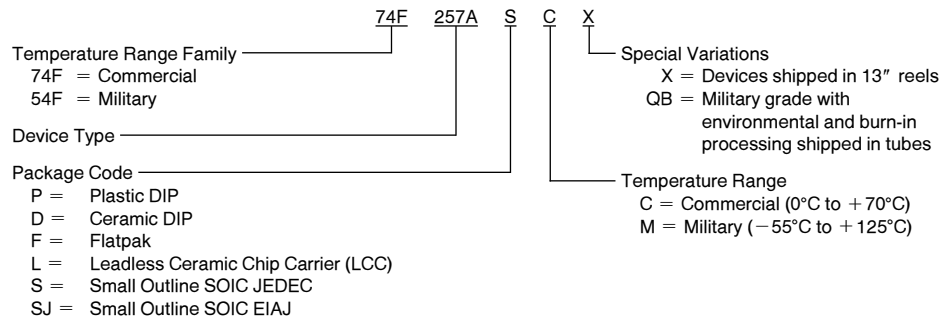 74F 257A S C X
Temperature Range Family
74F = Commercial
54F = Military
Device Type
Package Code
P = Plastic DIP
D = Ceramic DIP
F = Flatpak
L = Leadless Ceramic Chip Carrier (LCC)
S = Small Outline SOIC JEDEC
SJ = Small Outline SOIC EIAJ
Special Variations
X = Devices shipped in 13″ reels
QB = Military grade with
environmental and burn-in
processing shipped in tubes
Temperature Range
C = Commercial (0°C to +70°C)
M = Military (−55°C to +125°C)